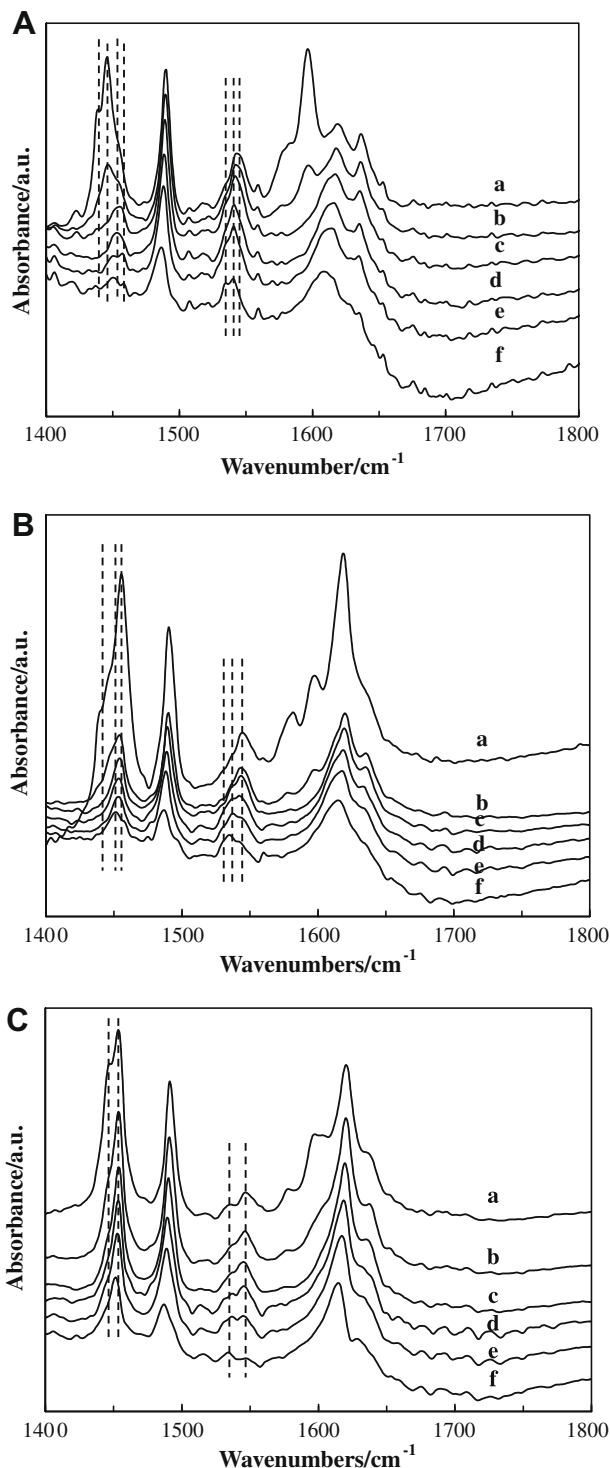 A
Absorbance/a.u.
a
b
c
d
e
f
1400 1500 1600 1700 1800
Wavenumber/cm-1
B
Absorbance/a.u.
a
b
c
d
e
f
1400 1500 1600 1700 1800
Wavenumbers/cm-1
C
Absorbance/a.u.
a
b
c
d
e
f
1400 1500 1600 1700 1800
Wavenumbers/cm-1